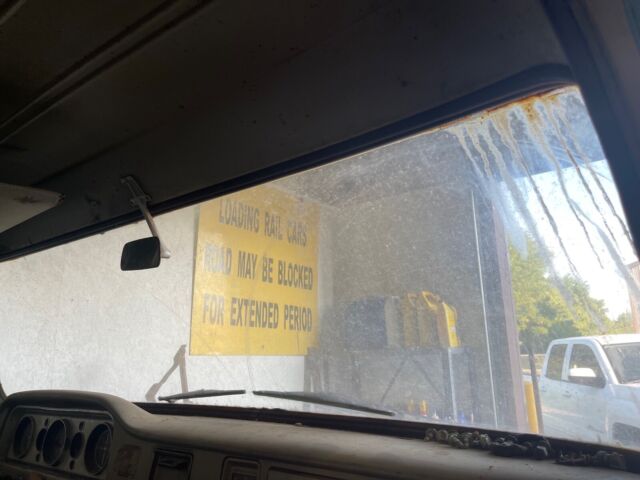 LOADING RAIL CARS
ROAD MAY BE BLOCKED
FOR EXTENDED PERIOD